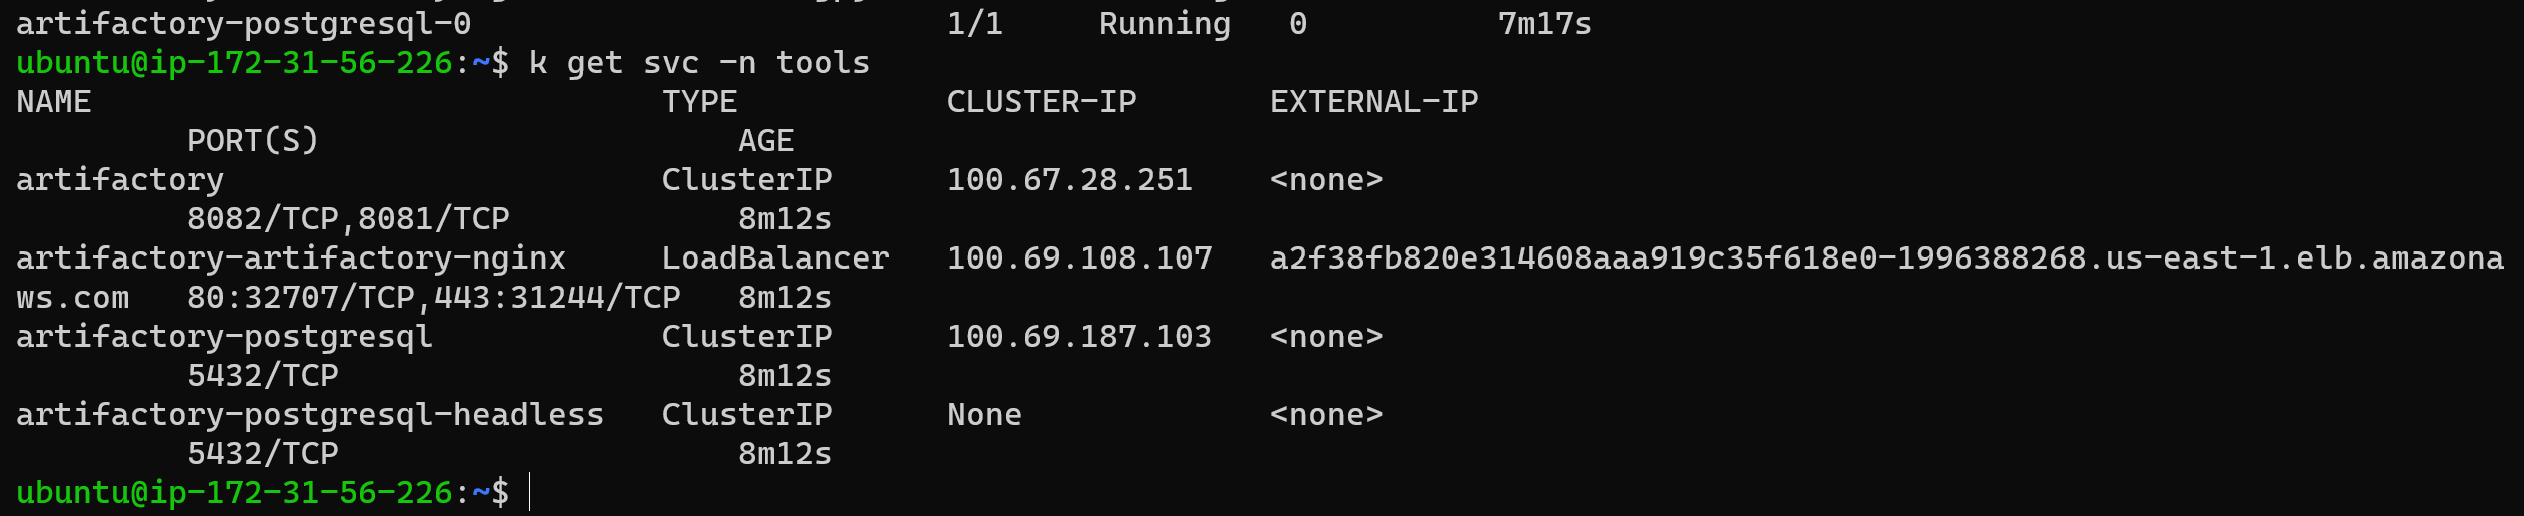 artifactory-postgresql-0                         1/1     Running   0          7m17s
ubuntu@ip-172-31-56-226:~$ k get svc -n tools
NAME                              TYPE           CLUSTER-IP       EXTERNAL-IP
         PORT(S)                      AGE
artifactory                       ClusterIP      100.67.28.251    <none>
         8082/TCP,8081/TCP            8m12s
artifactory-artifactory-nginx     LoadBalancer   100.69.108.107   a2f38fb820e314608aaa919c35f618e0-1996388268.us-east-1.elb.amazona
ws.com   80:32707/TCP,443:31244/TCP   8m12s
artifactory-postgresql            ClusterIP      100.69.187.103   <none>
         5432/TCP                     8m12s
artifactory-postgresql-headless   ClusterIP      None             <none>
         5432/TCP                     8m12s
ubuntu@ip-172-31-56-226:~$